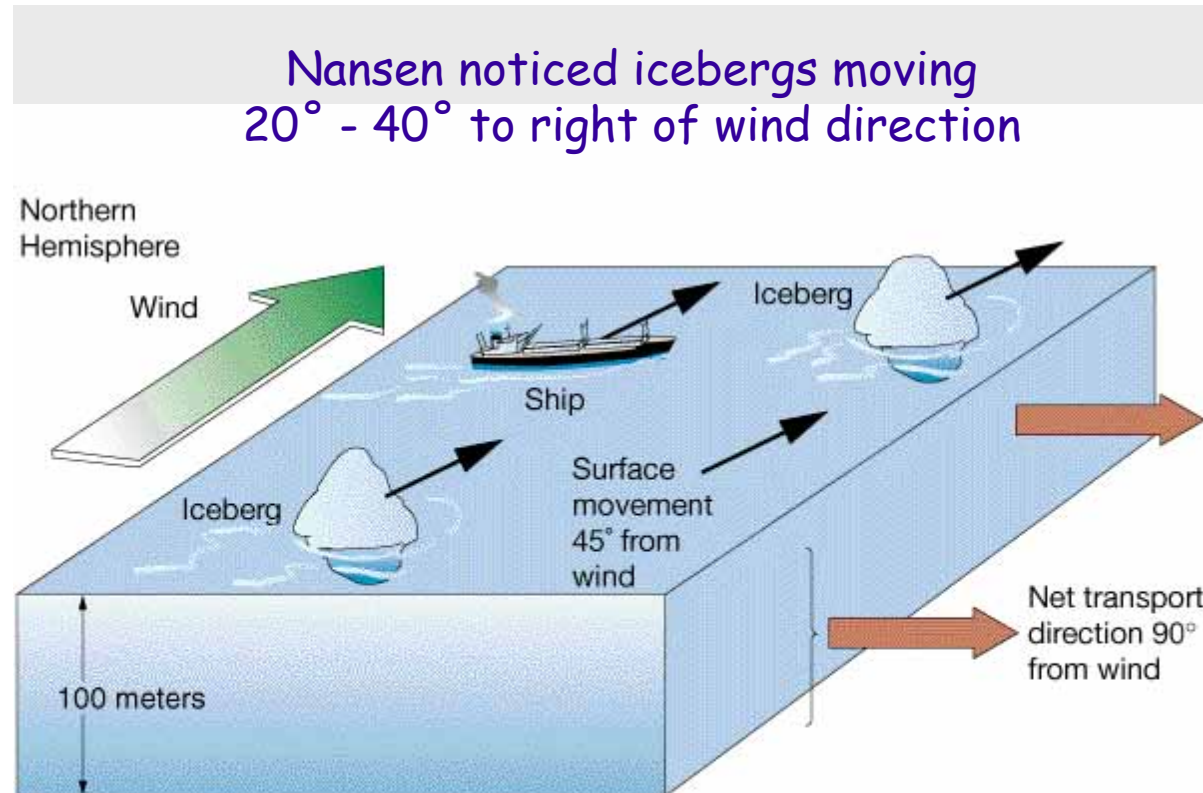 Nansen noticed icebergs moving
20° - 40° to right of wind direction
Northern
Hemisphere
Wind
Iceberg
Ship
Surface
movement
45° from
wind
Iceberg
Net transport
direction 90°
from wind
100 meters